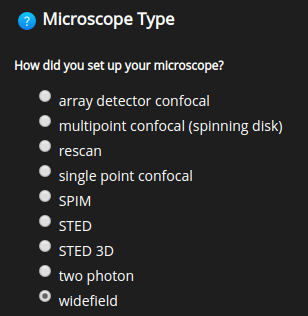 ? Microscope Type
How did you set up your microscope?
array detector confocal
multipoint confocal (spinning disk)
rescan
single point confocal
SPIM
STED
STED 3D
two photon
widefield